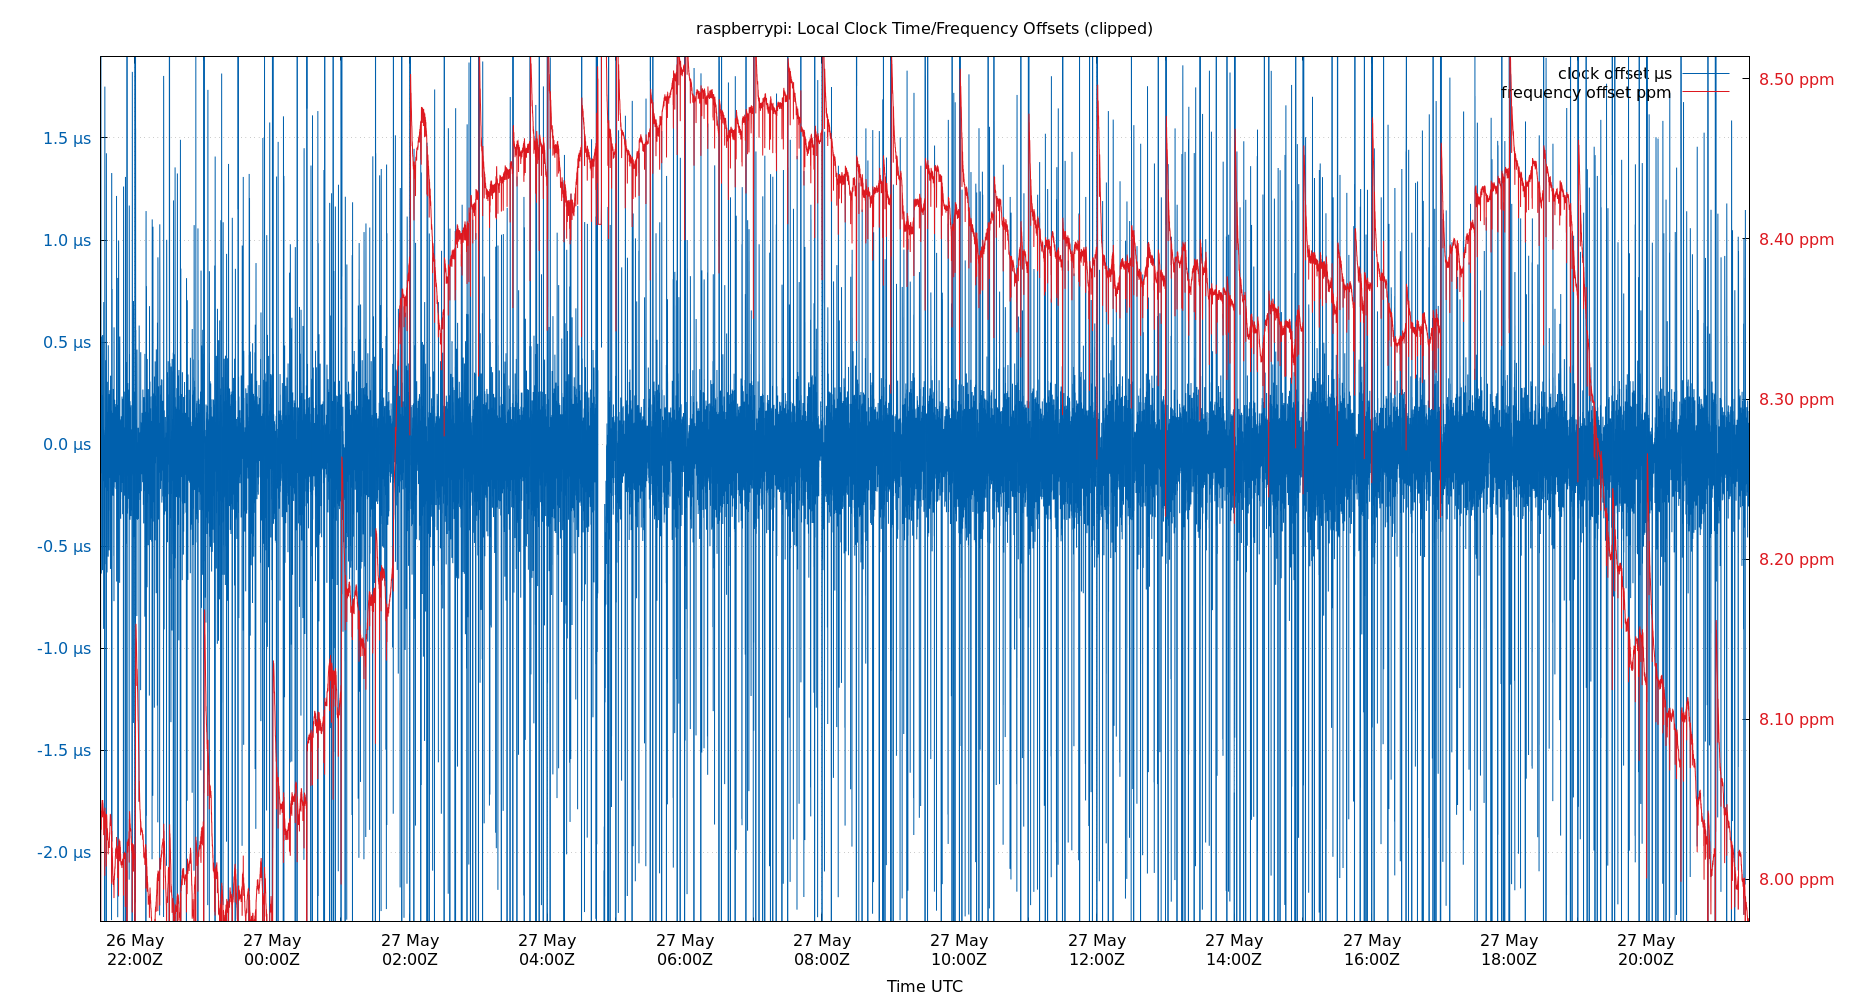 raspberrypi: Local Clock Time/Frequency Offsets (clipped)
clock offset µs
frequency offset ppm
1.5 µs
1.0 µs
0.5 µs
0.0 µs
-0.5 µs
-1.0 µs
-1.5 µs
-2.0 µs
8.50 ppm
8.40 ppm
8.30 ppm
8.20 ppm
8.10 ppm
8.00 ppm
26 May 27 May 27 May 27 May 27 May 27 May 27 May 27 May 27 May 27 May 27 May 27 May
22:00Z 00:00Z 02:00Z 04:00Z 06:00Z 08:00Z 10:00Z 12:00Z 14:00Z 16:00Z 18:00Z 20:00Z
Time UTC